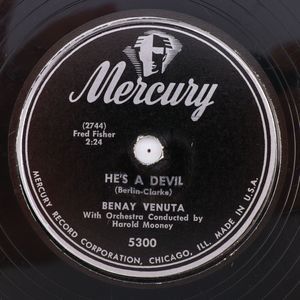 Mercury
(2744)
Fred Fisher
2:24
HE'S A DEVIL
(Berlin-Clarke)
BENAY VENUTA
With Orchestra Conducted by
Harold Mooney
5300
MERCURY RECORD CORPORATION, CHICAGO, ILL. MADE IN U.S.A.